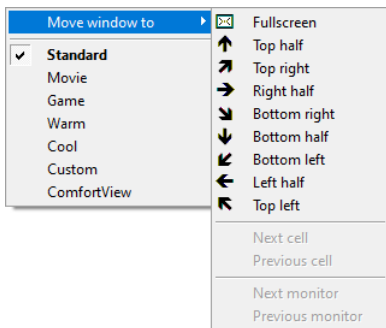 Move window to
Standard
Movie
Game
Warm
Cool
Custom
ComfortView
Fullscreen
Top half
Top right
Right half
Bottom right
Bottom half
Bottom left
Left half
Top left
Next cell
Previous cell
Next monitor
Previous monitor